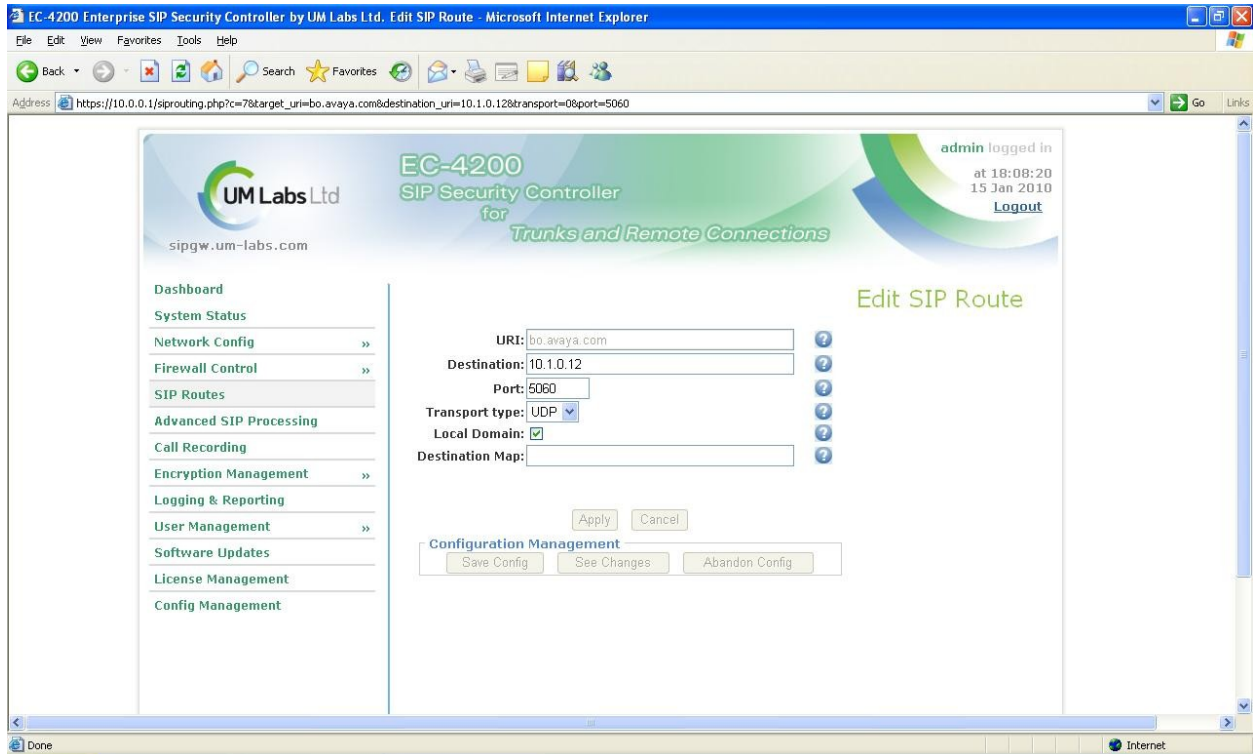 EC-4200 Enterprise SIP Security Controller by UM Labs Ltd. Edit SIP Route - Microsoft Internet Explorer
File Edit View Favorites Tools Help
Back Search Favorites
Address https://10.0.0.1/siprouting.php?c=7&target_uri=bo.avaya.com&destination_uri=10.1.0.12&transport=0&port=5060 Go Links
UM Labs Ltd
sipgw.um-labs.com
EC-4200
SIP Security Controller
for
Trunks and Remote Connections
admin logged in
at 18:08:20
15 Jan 2010
Logout
Dashboard
System Status
Network Config »
Firewall Control »
SIP Routes
Advanced SIP Processing
Call Recording
Encryption Management »
Logging & Reporting
User Management »
Software Updates
License Management
Config Management
Edit SIP Route
URI: bo.avaya.com ?
Destination: 10.1.0.12 ?
Port: 5060 ?
Transport type: UDP ?
Local Domain: ?
Destination Map: ?
Apply Cancel
Configuration Management
Save Config See Changes Abandon Config
Done Internet